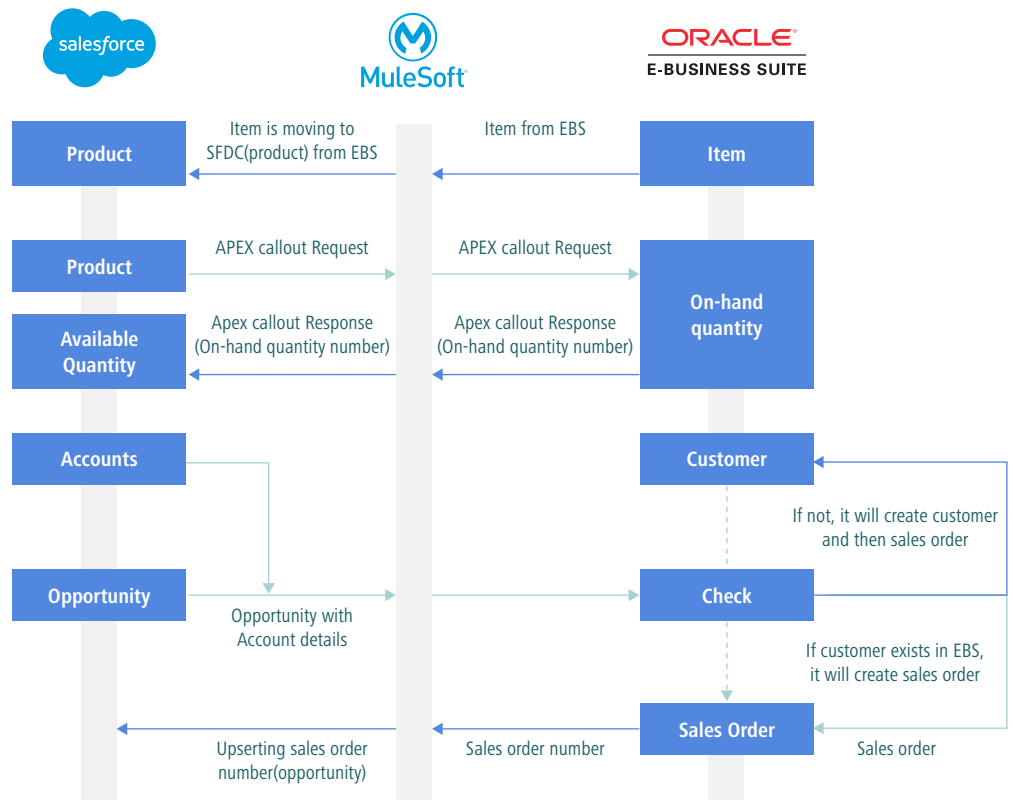 salesforce
MuleSoft
ORACLE
E-BUSINESS SUITE
Product
Item is moving to
SFDC(product) from EBS
Item from EBS
Item
Product
APEX callout Request
APEX callout Request
On-hand
quantity
Available
Quantity
Apex callout Response
(On-hand quantity number)
Apex callout Response
(On-hand quantity number)
Accounts
Customer
If not, it will create customer
and then sales order
Opportunity
Opportunity with
Account details
Check
If customer exists in EBS,
it will create sales order
Sales Order
Upserting sales order
number(opportunity)
Sales order number
Sales order